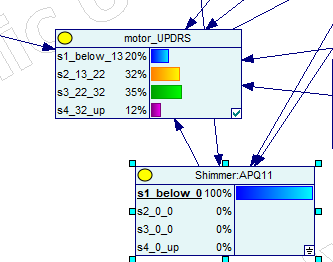 motor_UPDRS
s1_below_13 20%
s2_13_22 32%
s3_22_32 35%
s4_32_up 12%
Shimmer:APQ11
s1_below_0 100%
s2_0_0 0%
s3_0_0 0%
s4_0_up 0%